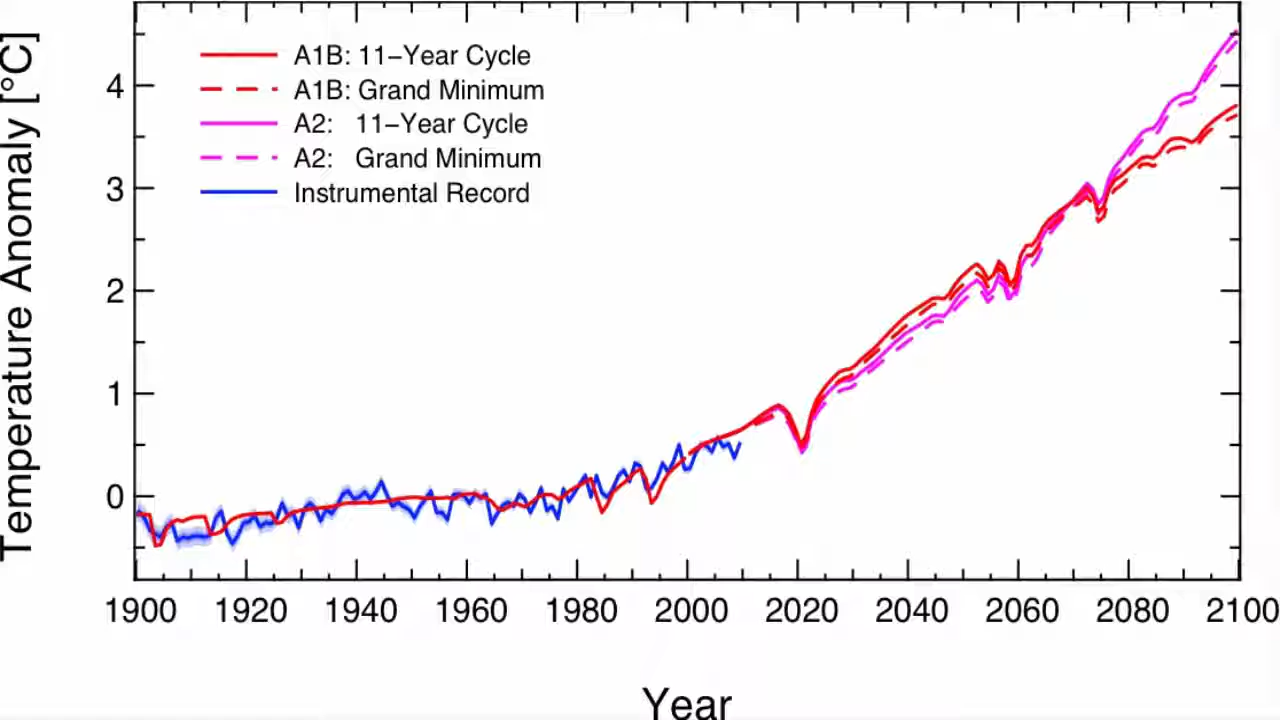 Temperature Anomaly [°C]
A1B: 11−Year Cycle
A1B: Grand Minimum
A2: 11−Year Cycle
A2: Grand Minimum
Instrumental Record
4
3
2
1
0
1900 1920 1940 1960 1980 2000 2020 2040 2060 2080 2100
Year